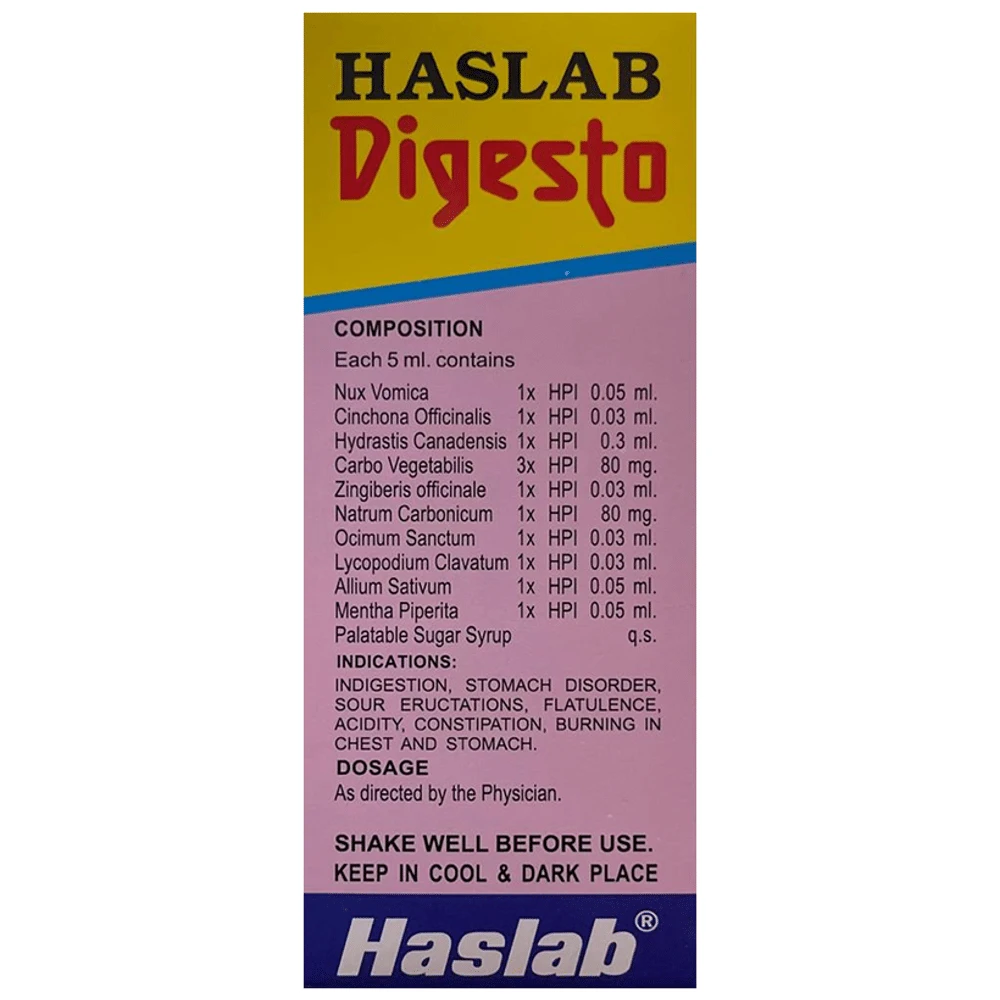 HASLAB
Digesto
COMPOSITION
Each 5 ml. contains
Nux Vomica 1x HPI 0.05 ml.
Cinchona Officinalis 1x HPI 0.03 ml.
Hydrastis Canadensis 1x HPI 0.3 ml.
Carbo Vegetabilis 3x HPI 80 mg.
Zingiberis officinale 1x HPI 0.03 ml.
Natrum Carbonicum 1x HPI 80 mg.
Ocimum Sanctum 1x HPI 0.03 ml.
Lycopodium Clavatum 1x HPI 0.03 ml.
Allium Sativum 1x HPI 0.05 ml.
Mentha Piperita 1x HPI 0.05 ml.
Palatable Sugar Syrup q.s.
INDICATIONS:
INDIGESTION, STOMACH DISORDER,
SOUR ERUCTATIONS, FLATULENCE,
ACIDITY, CONSTIPATION, BURNING IN
CHEST AND STOMACH.
DOSAGE
As directed by the Physician.
SHAKE WELL BEFORE USE.
KEEP IN COOL & DARK PLACE
Haslab®